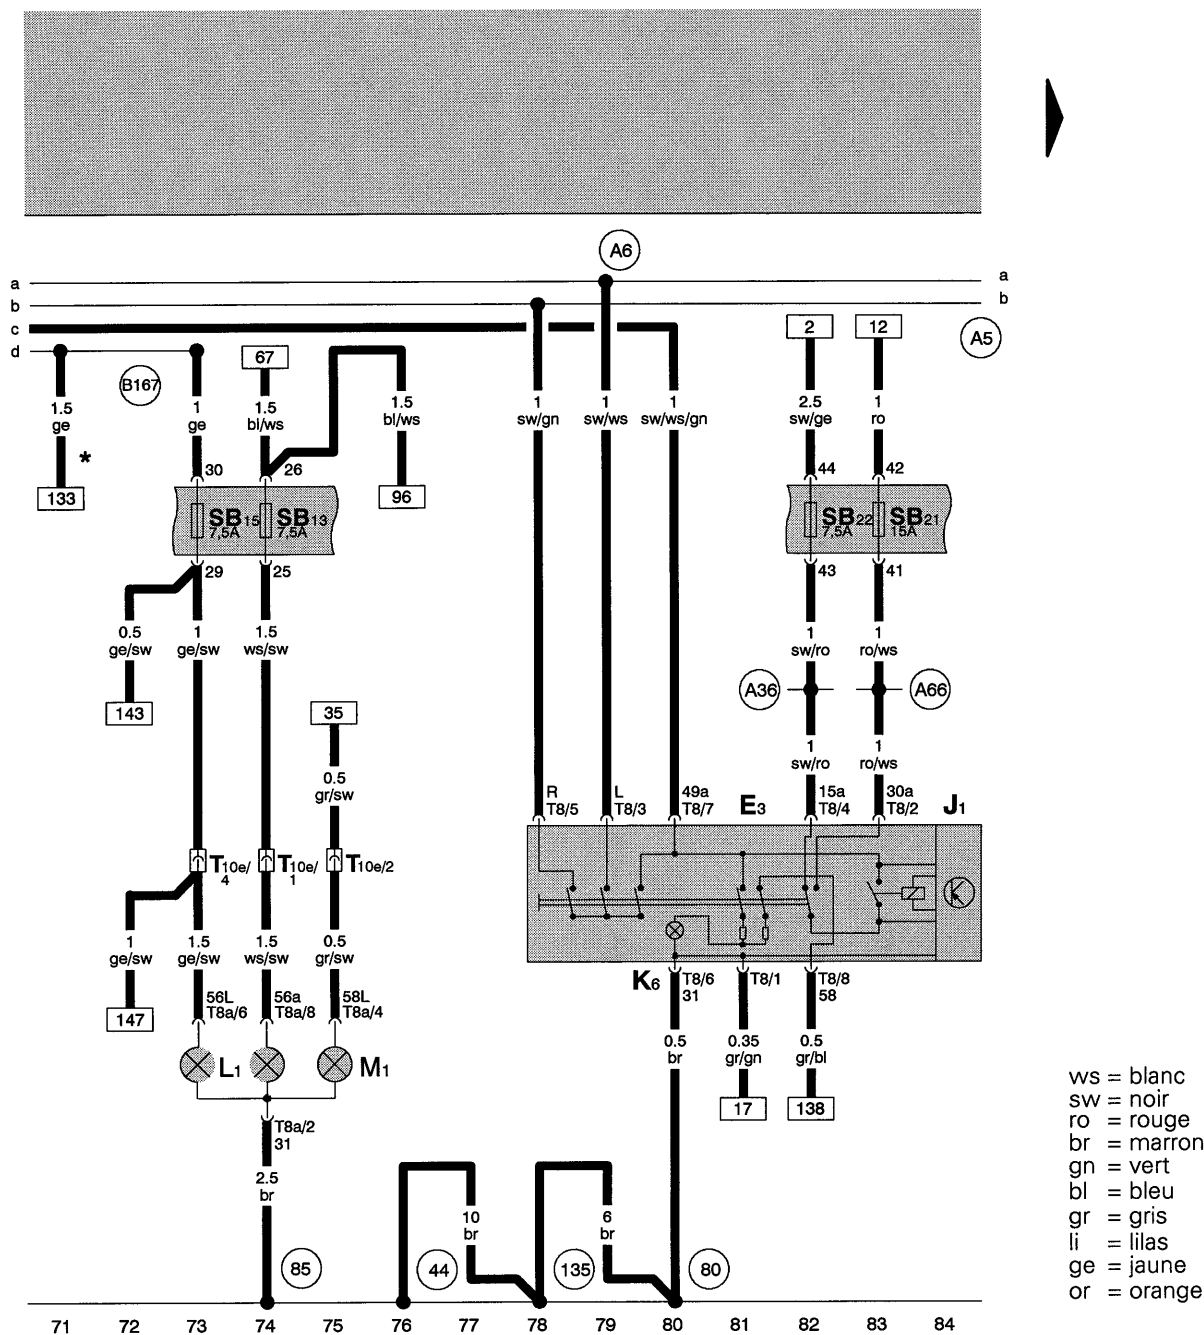 A6
a a
b b
c
d
A5
B167
67
2
12
1.5
ge
1
ge
1.5
bl/ws
1.5
bl/ws
1
sw/gn
1
sw/ws
1
sw/ws/gn
2.5
sw/ge
1
ro
*
133
30
26
96
44
42
SB15
7,5A
SB13
7,5A
SB22
7,5A
SB21
15A
29
25
43
41
0.5
ge/sw
1
ge/sw
1.5
ws/sw
1
sw/ro
1
ro/ws
A36
A66
143
35
0.5
gr/sw
1
sw/ro
1
ro/ws
R
T8/5
L
T8/3
49a
T8/7
E3
15a
T8/4
30a
T8/2
J1
T10e/
4
T10e/
1
T10e/2
1
ge/sw
1.5
ge/sw
1.5
ws/sw
0.5
gr/sw
K6
T8/6
31
T8/1
T8/8
58
147
56L
T8a/6
56a
T8a/8
58L
T8a/4
0.5
br
0.35
gr/gn
0.5
gr/bl
L1
M1
17
138
T8a/2
31
2.5
br
10
br
6
br
85
44
135
80
71 72 73 74 75 76 77 78 79 80 81 82 83 84
ws = blanc
sw = noir
ro = rouge
br = marron
gn = vert
bl = bleu
gr = gris
li = lilas
ge = jaune
or = orange